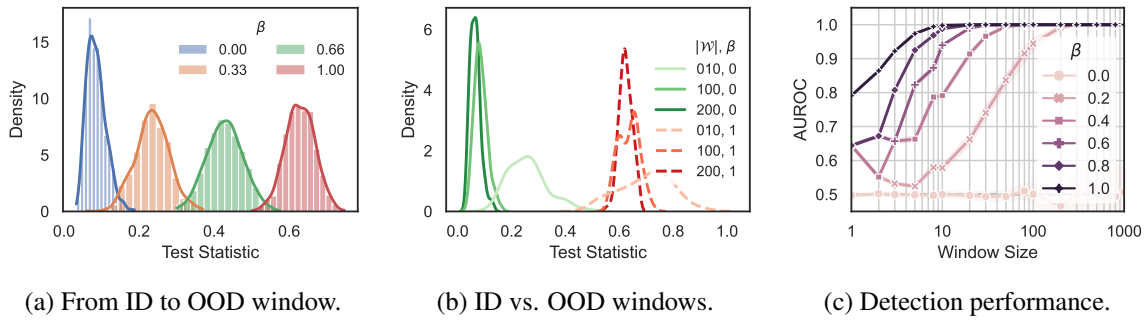 15
10
5
0
Density
0.0 0.2 0.4 0.6
Test Statistic
β
0.00 0.66
0.33 1.00
6
4
2
0
Density
0.0 0.2 0.4 0.6 0.8 1.0
Test Statistic
|𝒲|, β
010, 0
100, 0
200, 0
010, 1
100, 1
200, 1
1.0
0.9
0.8
0.7
0.6
0.5
AUROC
1 10 100 1000
Window Size
β
0.0
0.2
0.4
0.6
0.8
1.0
(a) From ID to OOD window.
(b) ID vs. OOD windows.
(c) Detection performance.